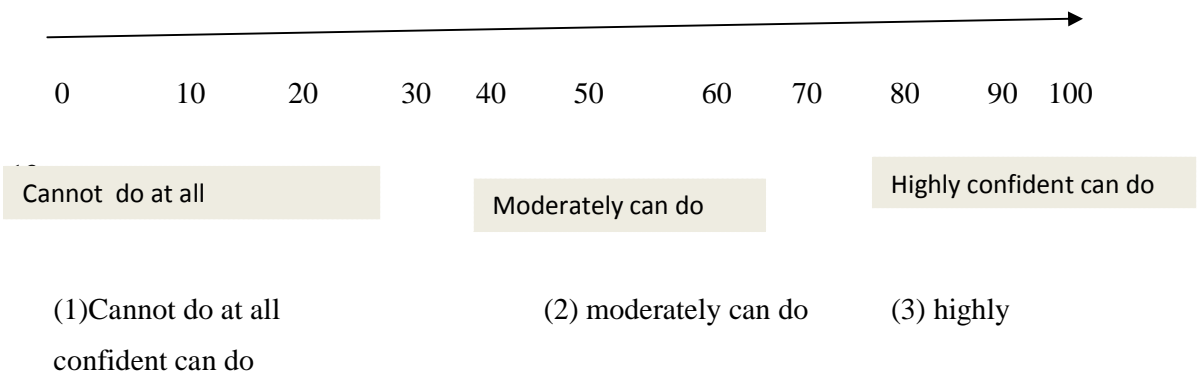 0 10 20 30 40 50 60 70 80 90 100
Cannot do at all
Moderately can do
Highly confident can do
(1)Cannot do at all (2) moderately can do (3) highly
confident can do